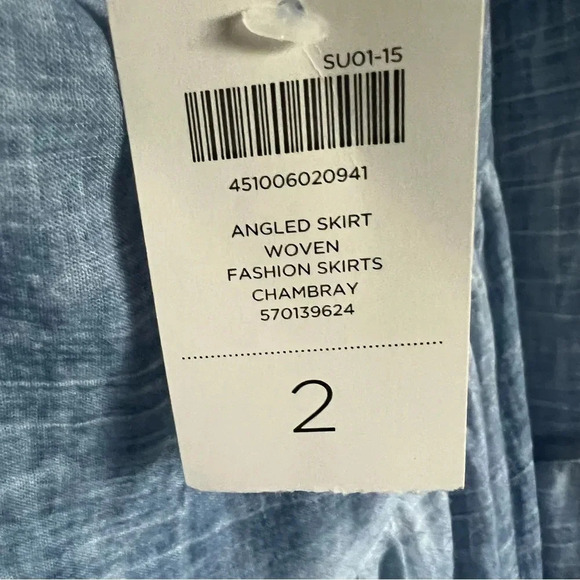 SU01-15
451006020941
ANGLED SKIRT
WOVEN
FASHION SKIRTS
CHAMBRAY
570139624
2